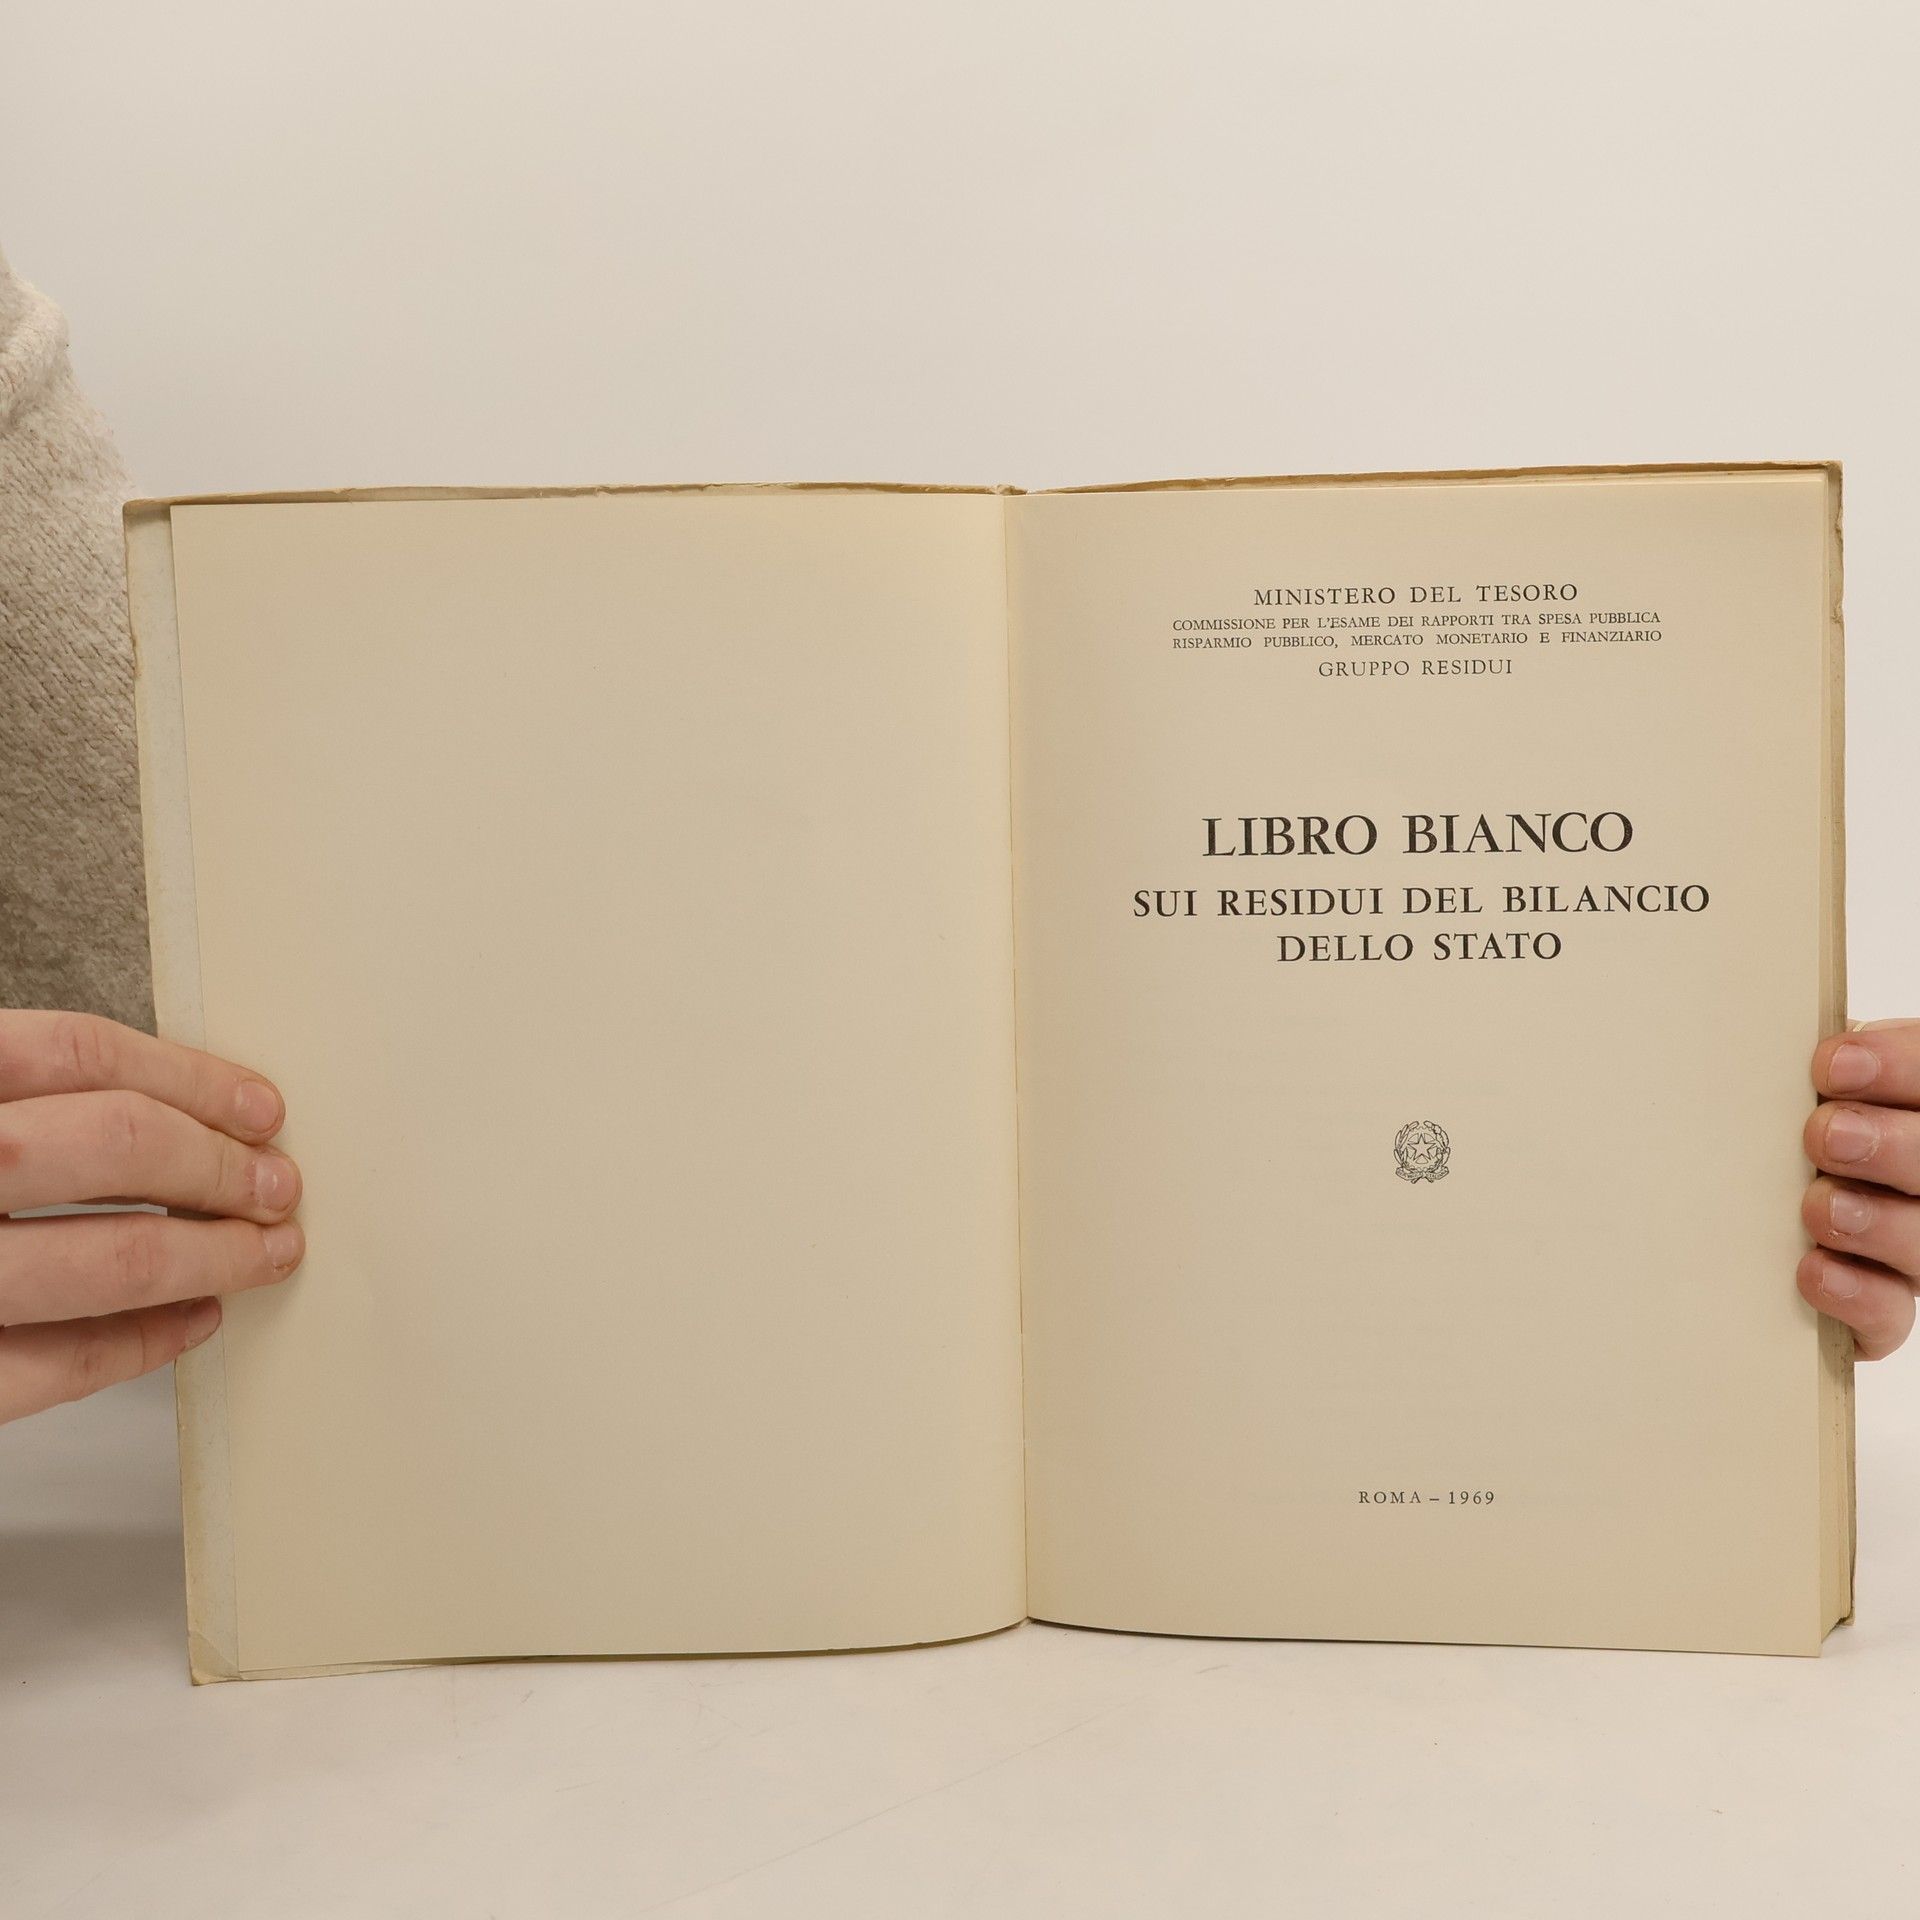 MINISTERO DEL TESORO
COMMISSIONE PER L'ESAME DEI RAPPORTI TRA SPESA PUBBLICA
RISPARMIO PUBBLICO, MERCATO MONETARIO E FINANZIARIO
GRUPPO RESIDUI
LIBRO BIANCO
SUI RESIDUI DEL BILANCIO
DELLO STATO
ROMA – 1969